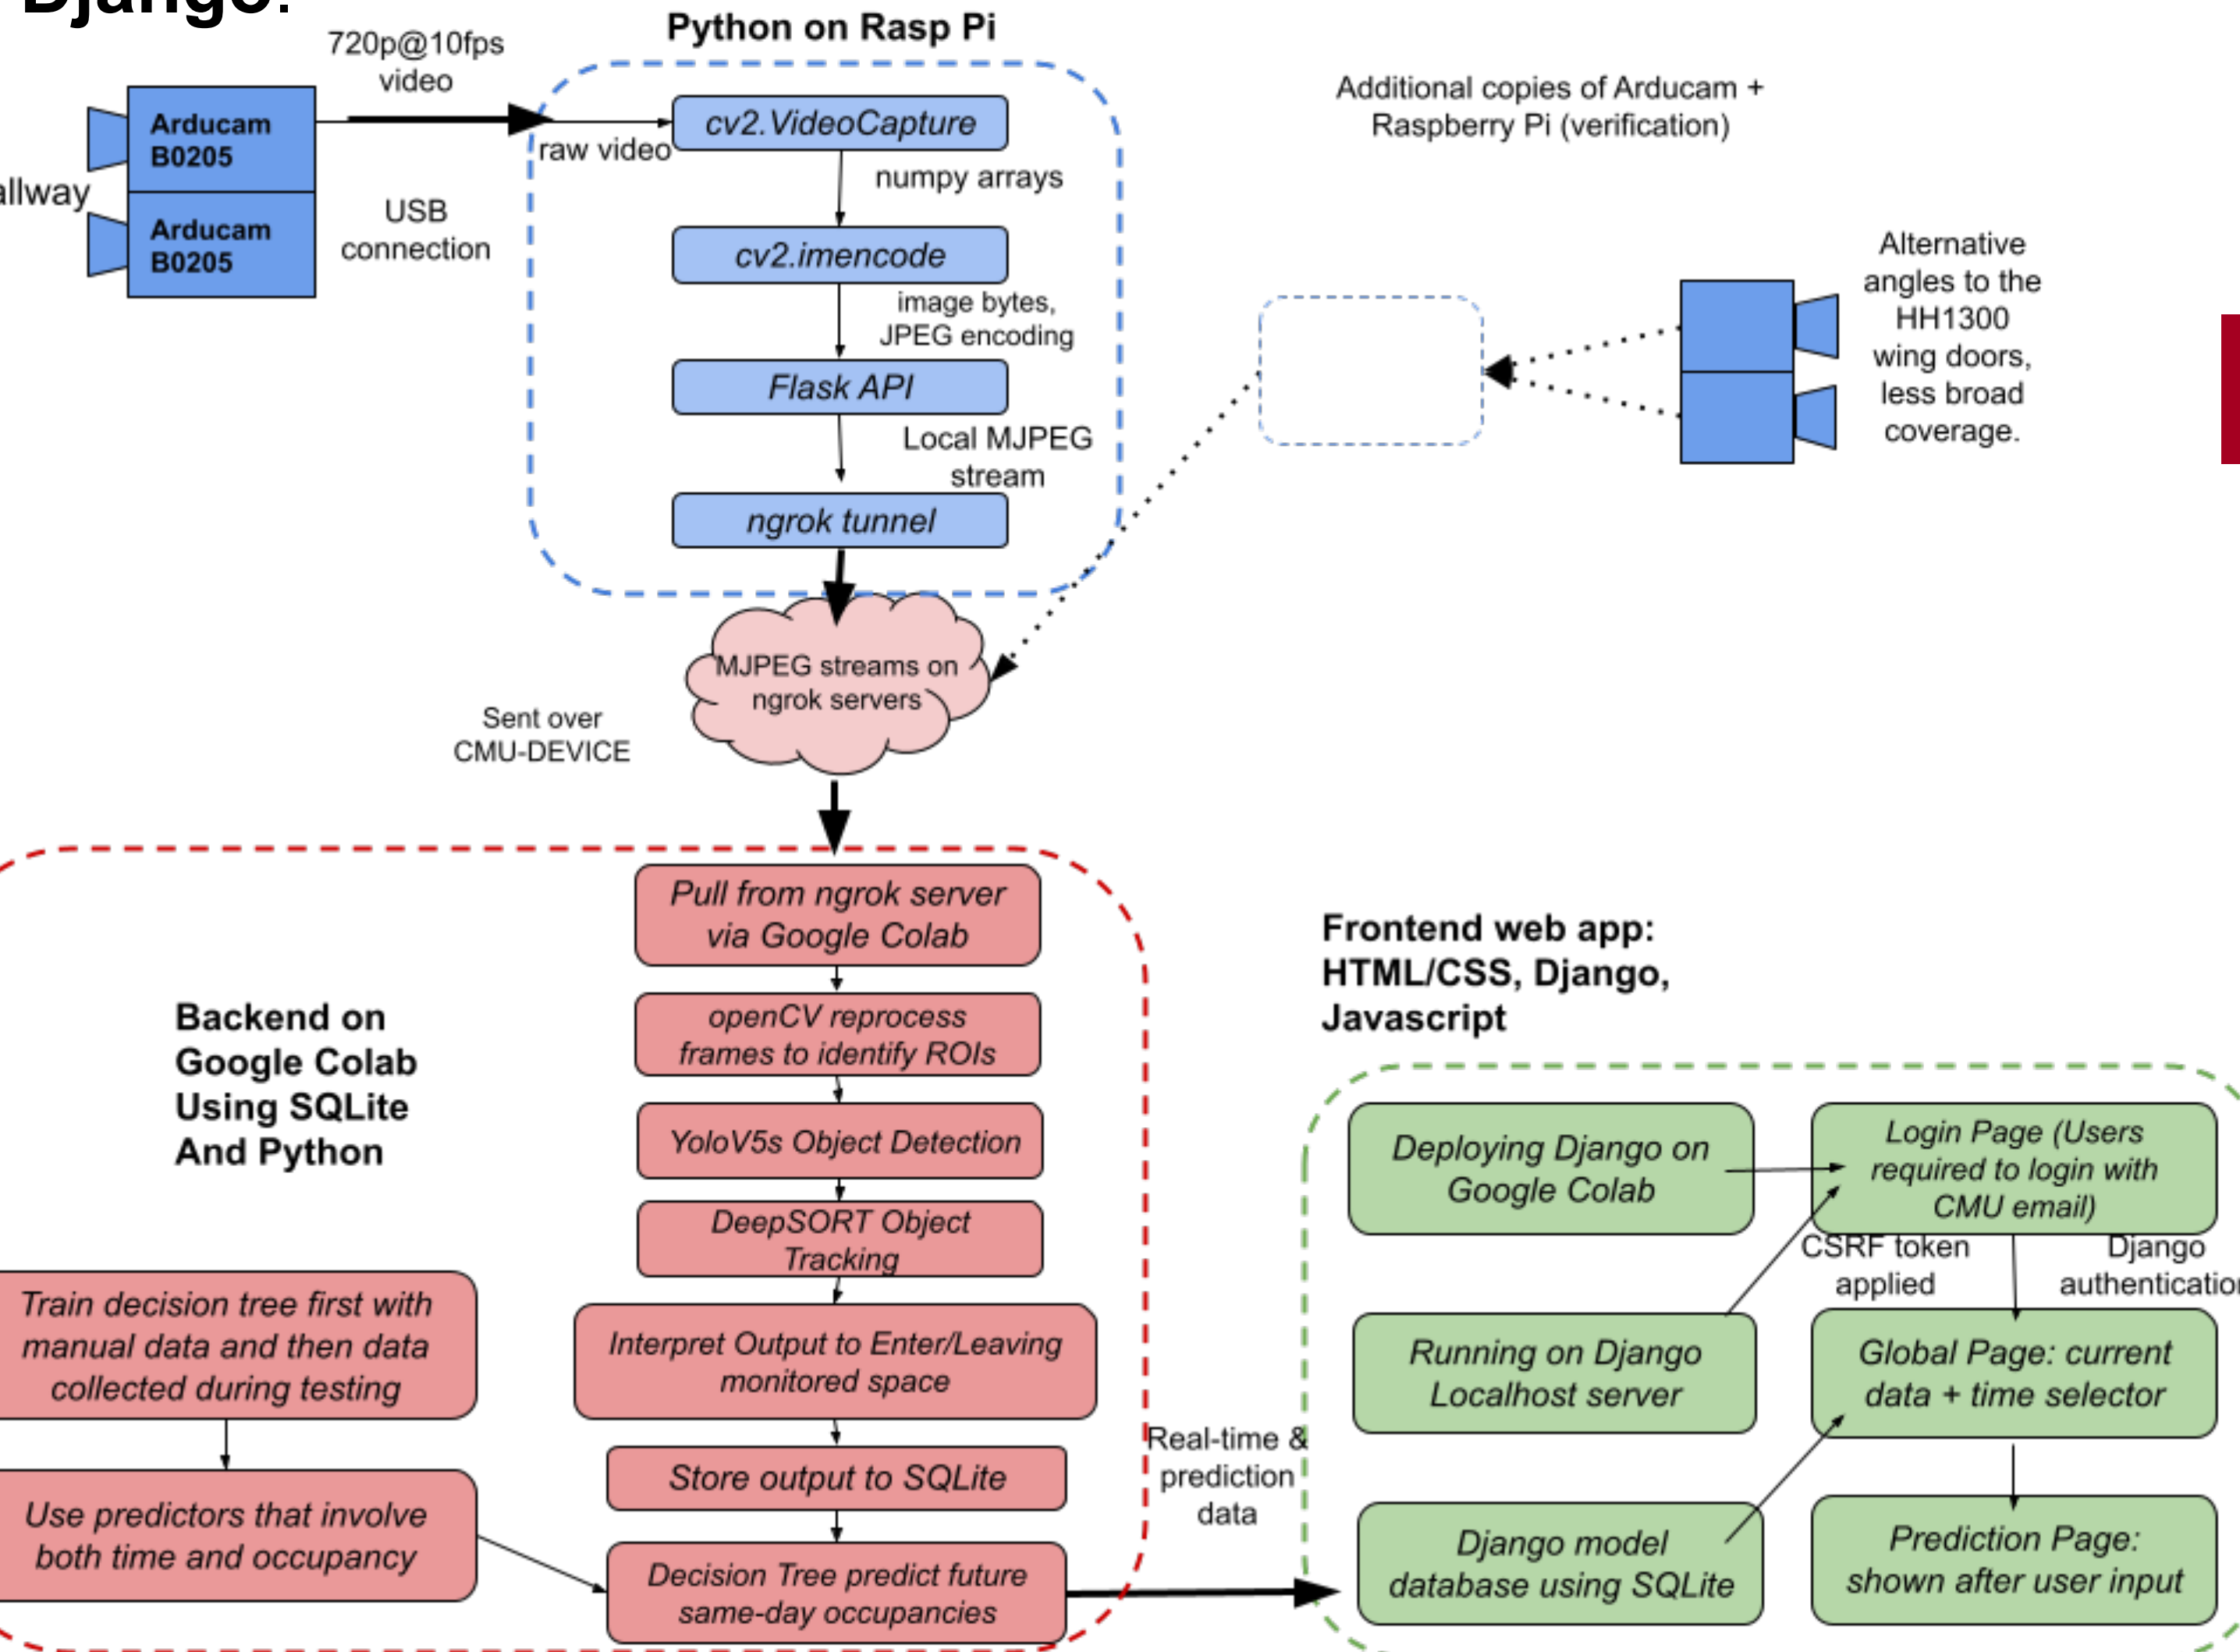 Django.
Python on Rasp Pi
720p@10fps
video
Arducam
B0205
Arducam
B0205
allway
USB
connection
raw video
cv2.VideoCapture
numpy arrays
cv2.imencode
image bytes,
JPEG encoding
Flask API
Local MJPEG
stream
ngrok tunnel
Additional copies of Arducam +
Raspberry Pi (verification)
Alternative
angles to the
HH1300
wing doors,
less broad
coverage.
MJPEG streams on
ngrok servers
Sent over
CMU-DEVICE
Backend on
Google Colab
Using SQLite
And Python
Pull from ngrok server
via Google Colab
openCV reprocess
frames to identify ROIs
YoloV5s Object Detection
DeepSORT Object
Tracking
Interpret Output to Enter/Leaving
monitored space
Store output to SQLite
Decision Tree predict future
same-day occupancies
Train decision tree first with
manual data and then data
collected during testing
Use predictors that involve
both time and occupancy
Real-time &
prediction
data
Frontend web app:
HTML/CSS, Django,
Javascript
Deploying Django on
Google Colab
Login Page (Users
required to login with
CMU email)
CSRF token
applied
Django
authentication
Running on Django
Localhost server
Global Page: current
data + time selector
Django model
database using SQLite
Prediction Page:
shown after user input